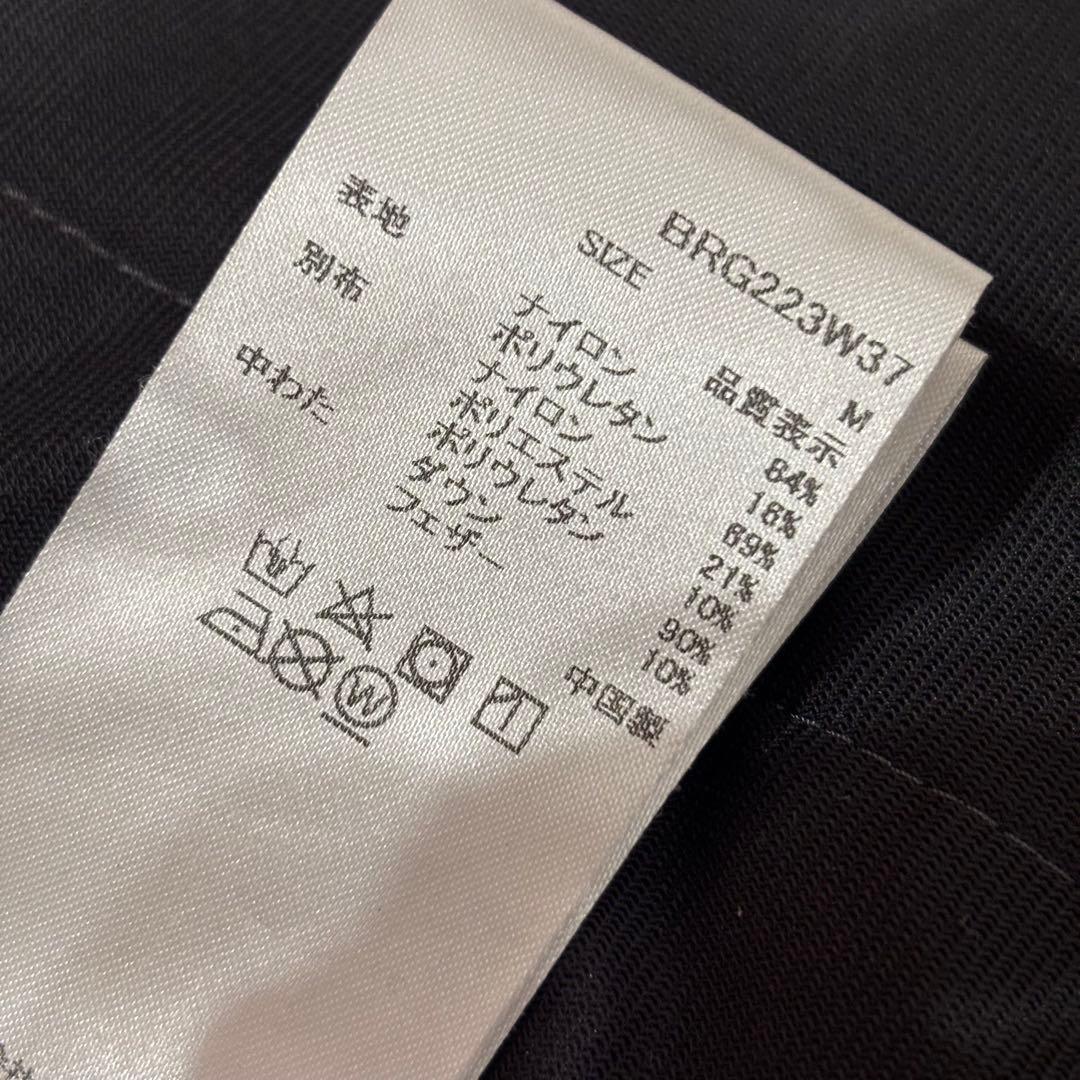 BRG223W37
SIZE M
品質表示
表地 ナイロン 84%
ポリウレタン 16%
別布 ナイロン 69%
ポリエステル 21%
ポリウレタン 10%
中わた ダウン 90%
フェザー 10%
中国製
W